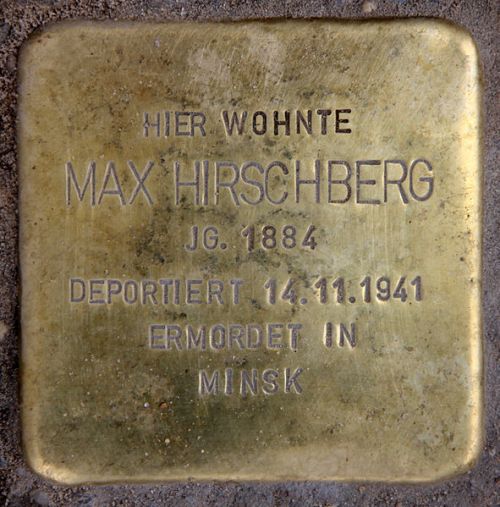 HIER WOHNTE
MAX HIRSCHBERG
JG. 1884
DEPORTIERT 14.11.1941
ERMORDET IN
MINSK